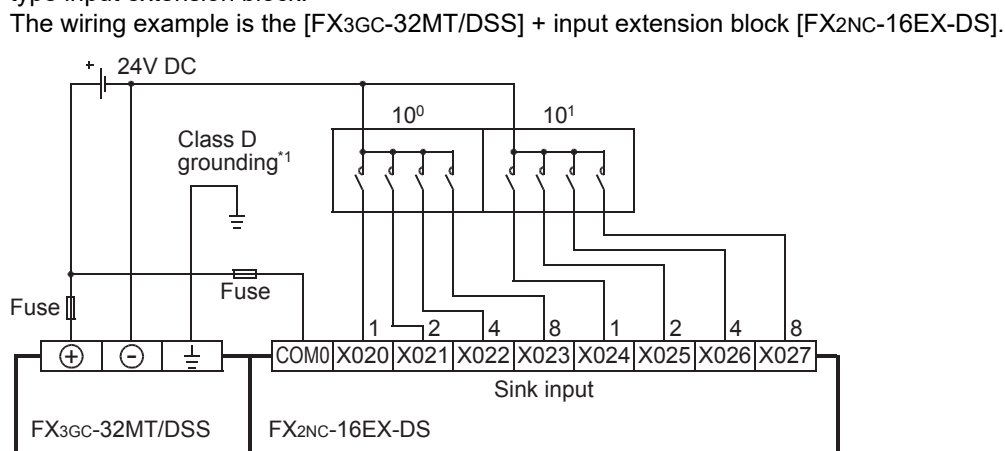 type input extension block.
The wiring example is the [FX3GC-32MT/DSS] + input extension block [FX2NC-16EX-DS].
+ 24V DC
10⁰ 10¹
Class D
grounding*1
Fuse
Fuse
1 2 4 8 1 2 4 8
+ - COM0 X020 X021 X022 X023 X024 X025 X026 X027
Sink input
FX3GC-32MT/DSS FX2NC-16EX-DS